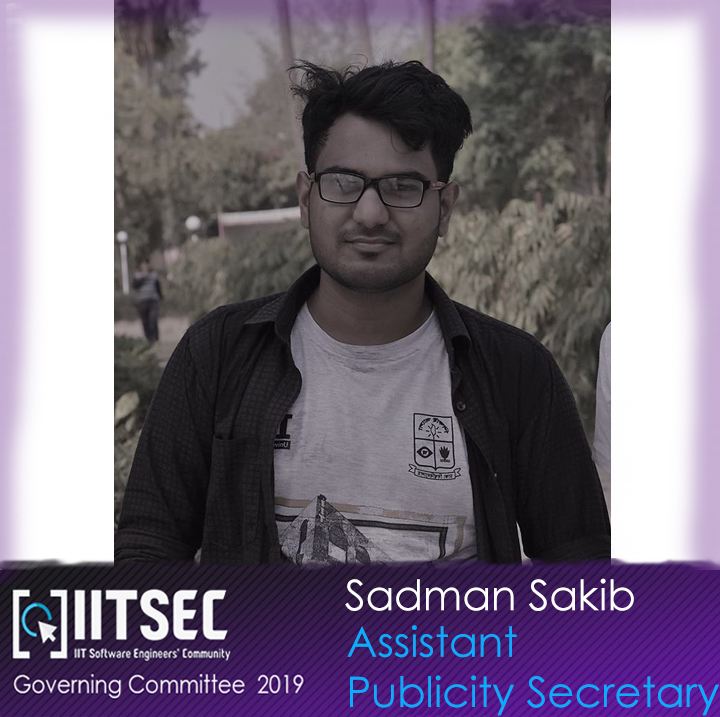 IITSEC
IIT Software Engineers' Community
Governing Committee 2019
Sadman Sakib
Assistant
Publicity Secretary